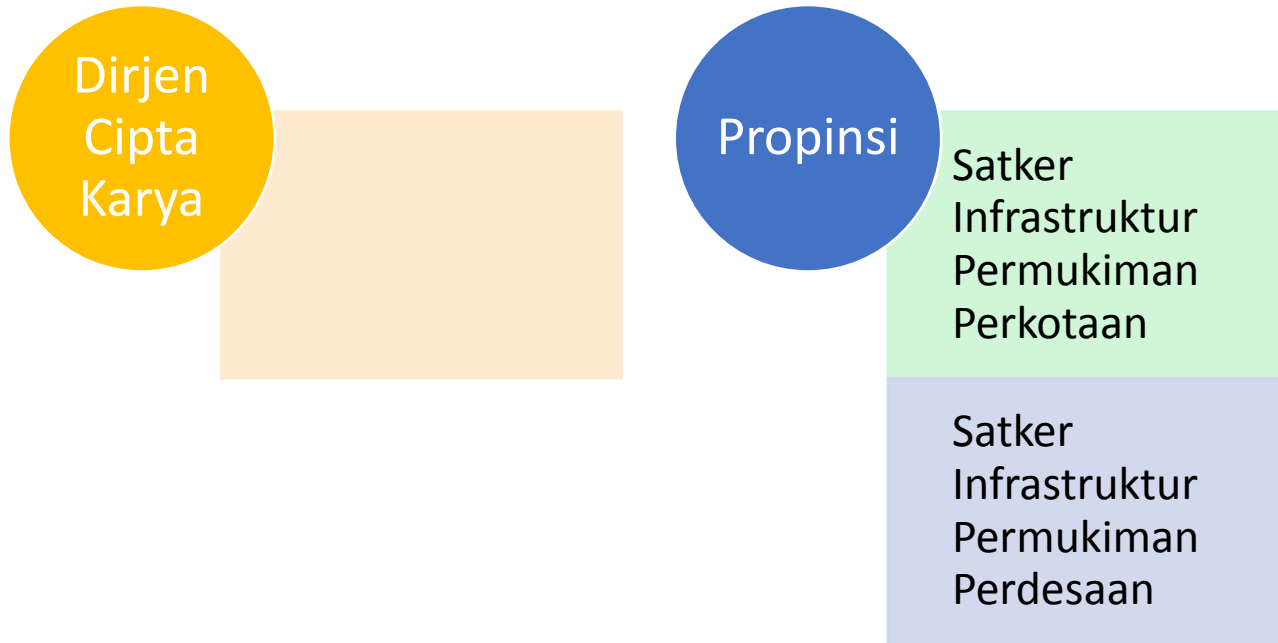 Dirjen
Cipta
Karya
Propinsi
Satker
Infrastruktur
Permukiman
Perkotaan
Satker
Infrastruktur
Permukiman
Perdesaan